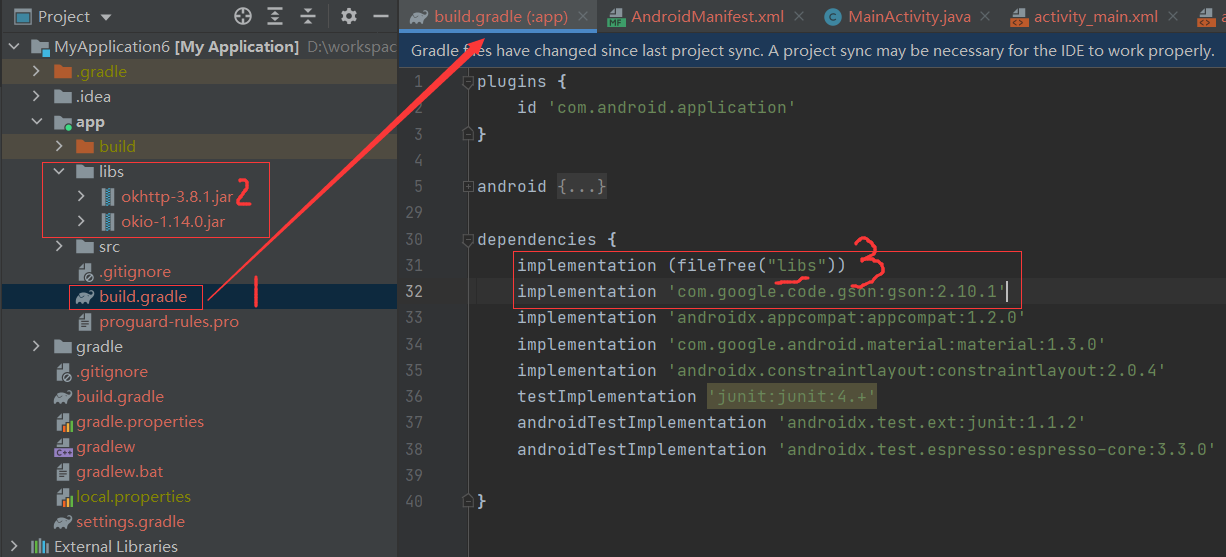 Project
build.gradle (:app)
AndroidManifest.xml
MainActivity.java
activity_main.xml
MyApplication6 [My Application] D:\workspac
.gradle
.idea
app
build
libs
okhttp-3.8.1.jar
2
okio-1.14.0.jar
src
.gitignore
build.gradle
1
proguard-rules.pro
gradle
.gitignore
build.gradle
gradle.properties
gradlew
gradlew.bat
local.properties
settings.gradle
External Libraries
Gradle files have changed since last project sync. A project sync may be necessary for the IDE to work properly.
1 plugins {
2 id 'com.android.application'
3 }
4
5 android {...}
29
30 dependencies {
31 implementation (fileTree("libs"))
3
32 implementation 'com.google.code.gson:gson:2.10.1'
33 implementation 'androidx.appcompat:appcompat:1.2.0'
34 implementation 'com.google.android.material:material:1.3.0'
35 implementation 'androidx.constraintlayout:constraintlayout:2.0.4'
36 testImplementation 'junit:junit:4.+'
37 androidTestImplementation 'androidx.test.ext:junit:1.1.2'
38 androidTestImplementation 'androidx.test.espresso:espresso-core:3.3.0'
39
40 }